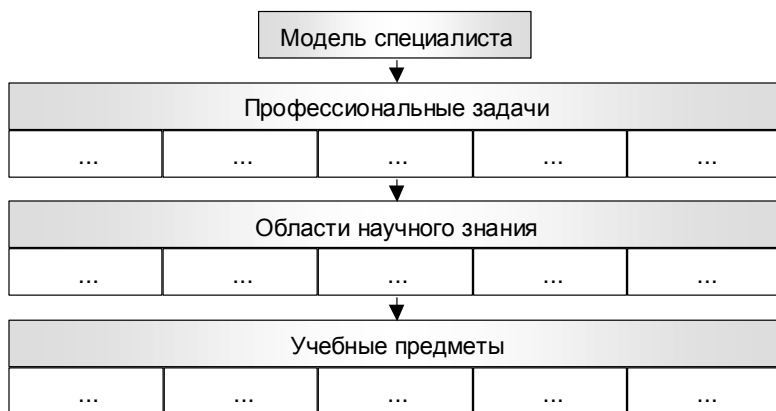 Модель специалиста
Профессиональные задачи
... ... ... ... ...
Области научного знания
... ... ... ... ...
Учебные предметы
... ... ... ... ...